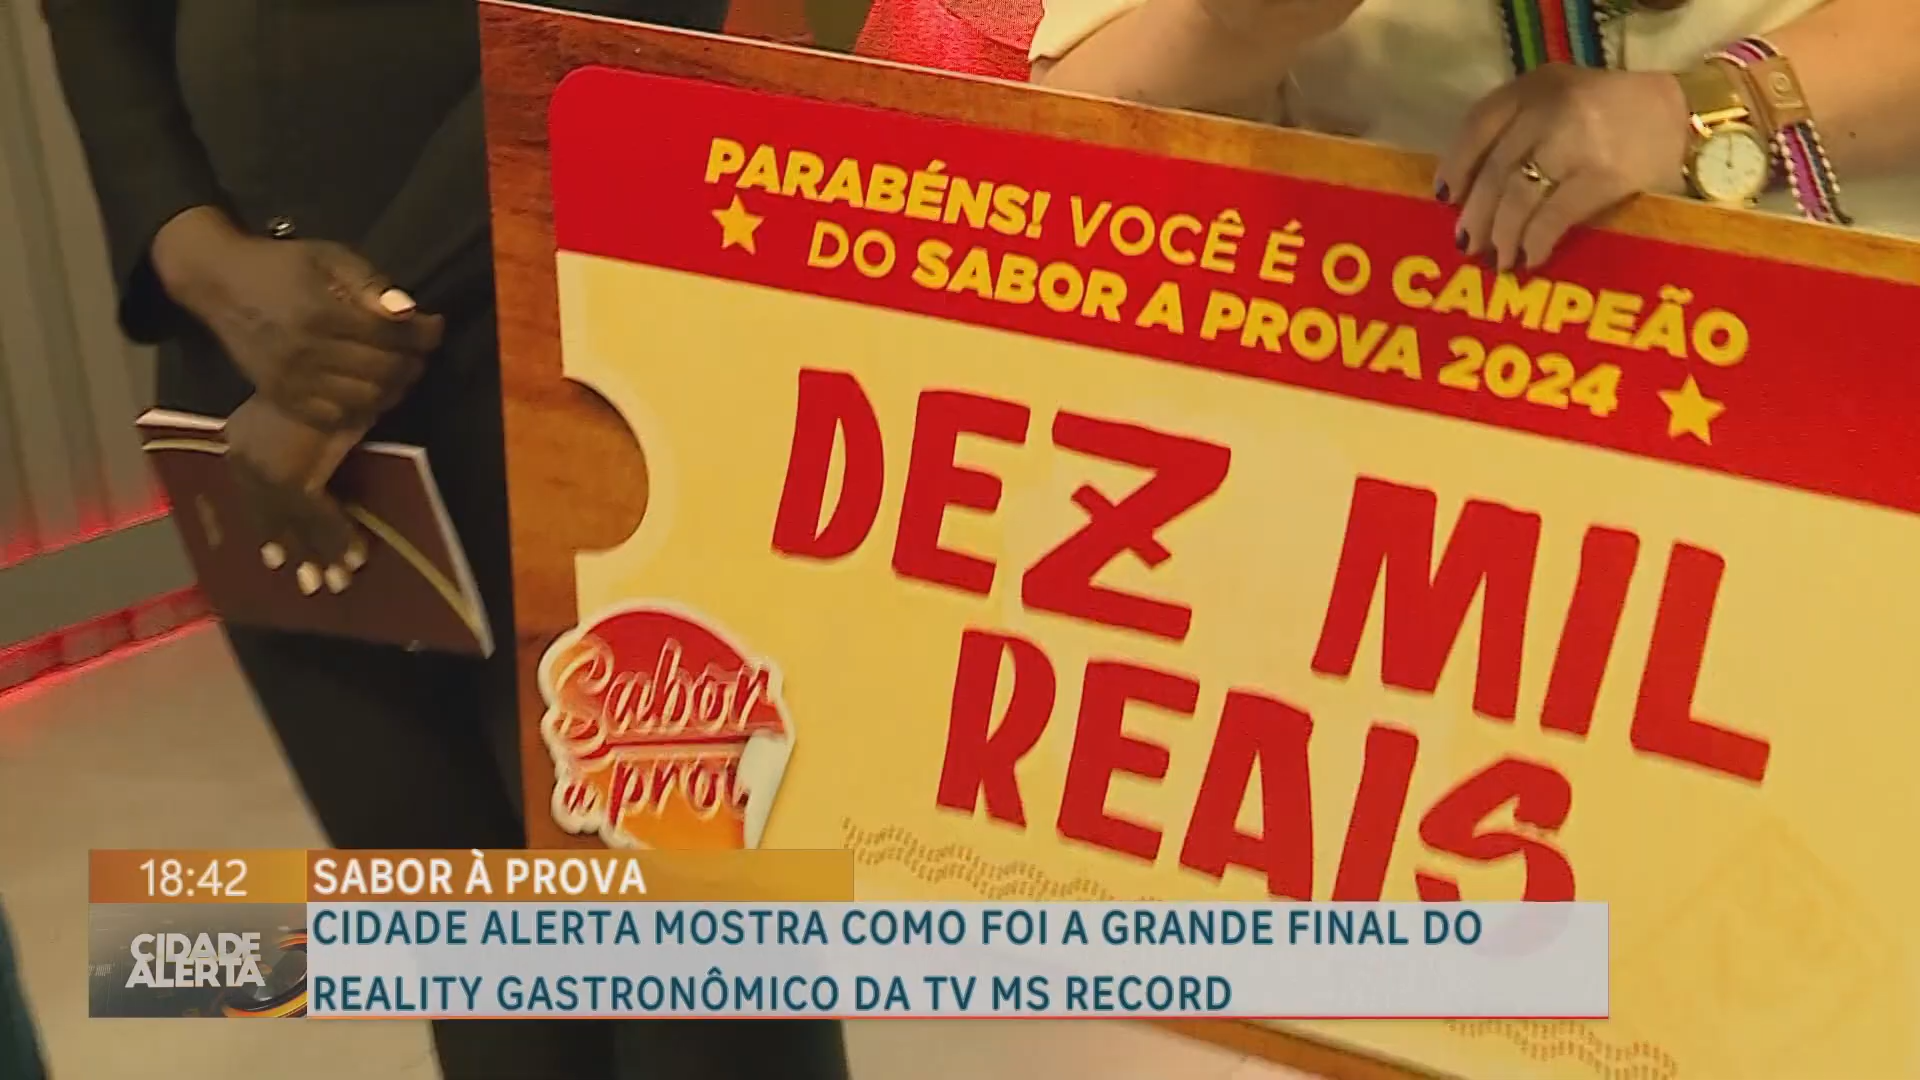 PARABÉNS! VOCÊ É O CAMPEÃO
DO SABOR A PROVA 2024
DEZ MIL
REAIS
Sabor
à prova
18:42
SABOR À PROVA
CIDADE ALERTA
CIDADE ALERTA MOSTRA COMO FOI A GRANDE FINAL DO
REALITY GASTRONÔMICO DA TV MS RECORD